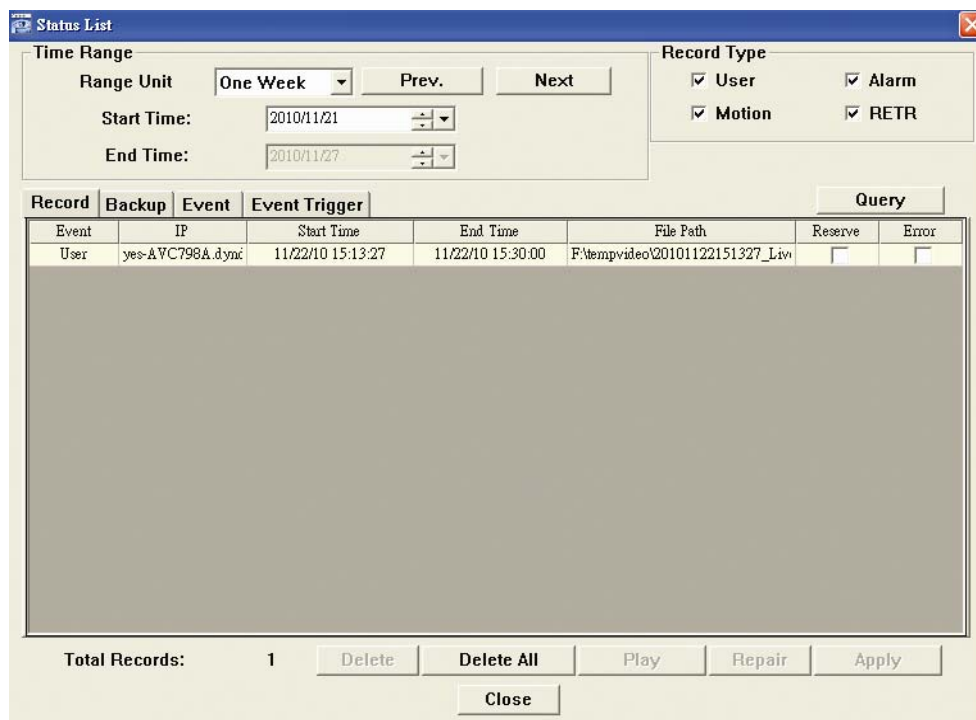 Status List
Time Range
Record Type
Range Unit One Week Prev. Next
User Alarm
Start Time: 2010/11/21
Motion RETR
End Time: 2010/11/27
Record Backup Event Event Trigger Query
Event IP Start Time End Time File Path Reserve Error
User yes-AVC798A.dyn 11/22/10 15:13:27 11/22/10 15:30:00 F:\tempvideo\20101122151327_Liv
Total Records: 1 Delete Delete All Play Repair Apply
Close